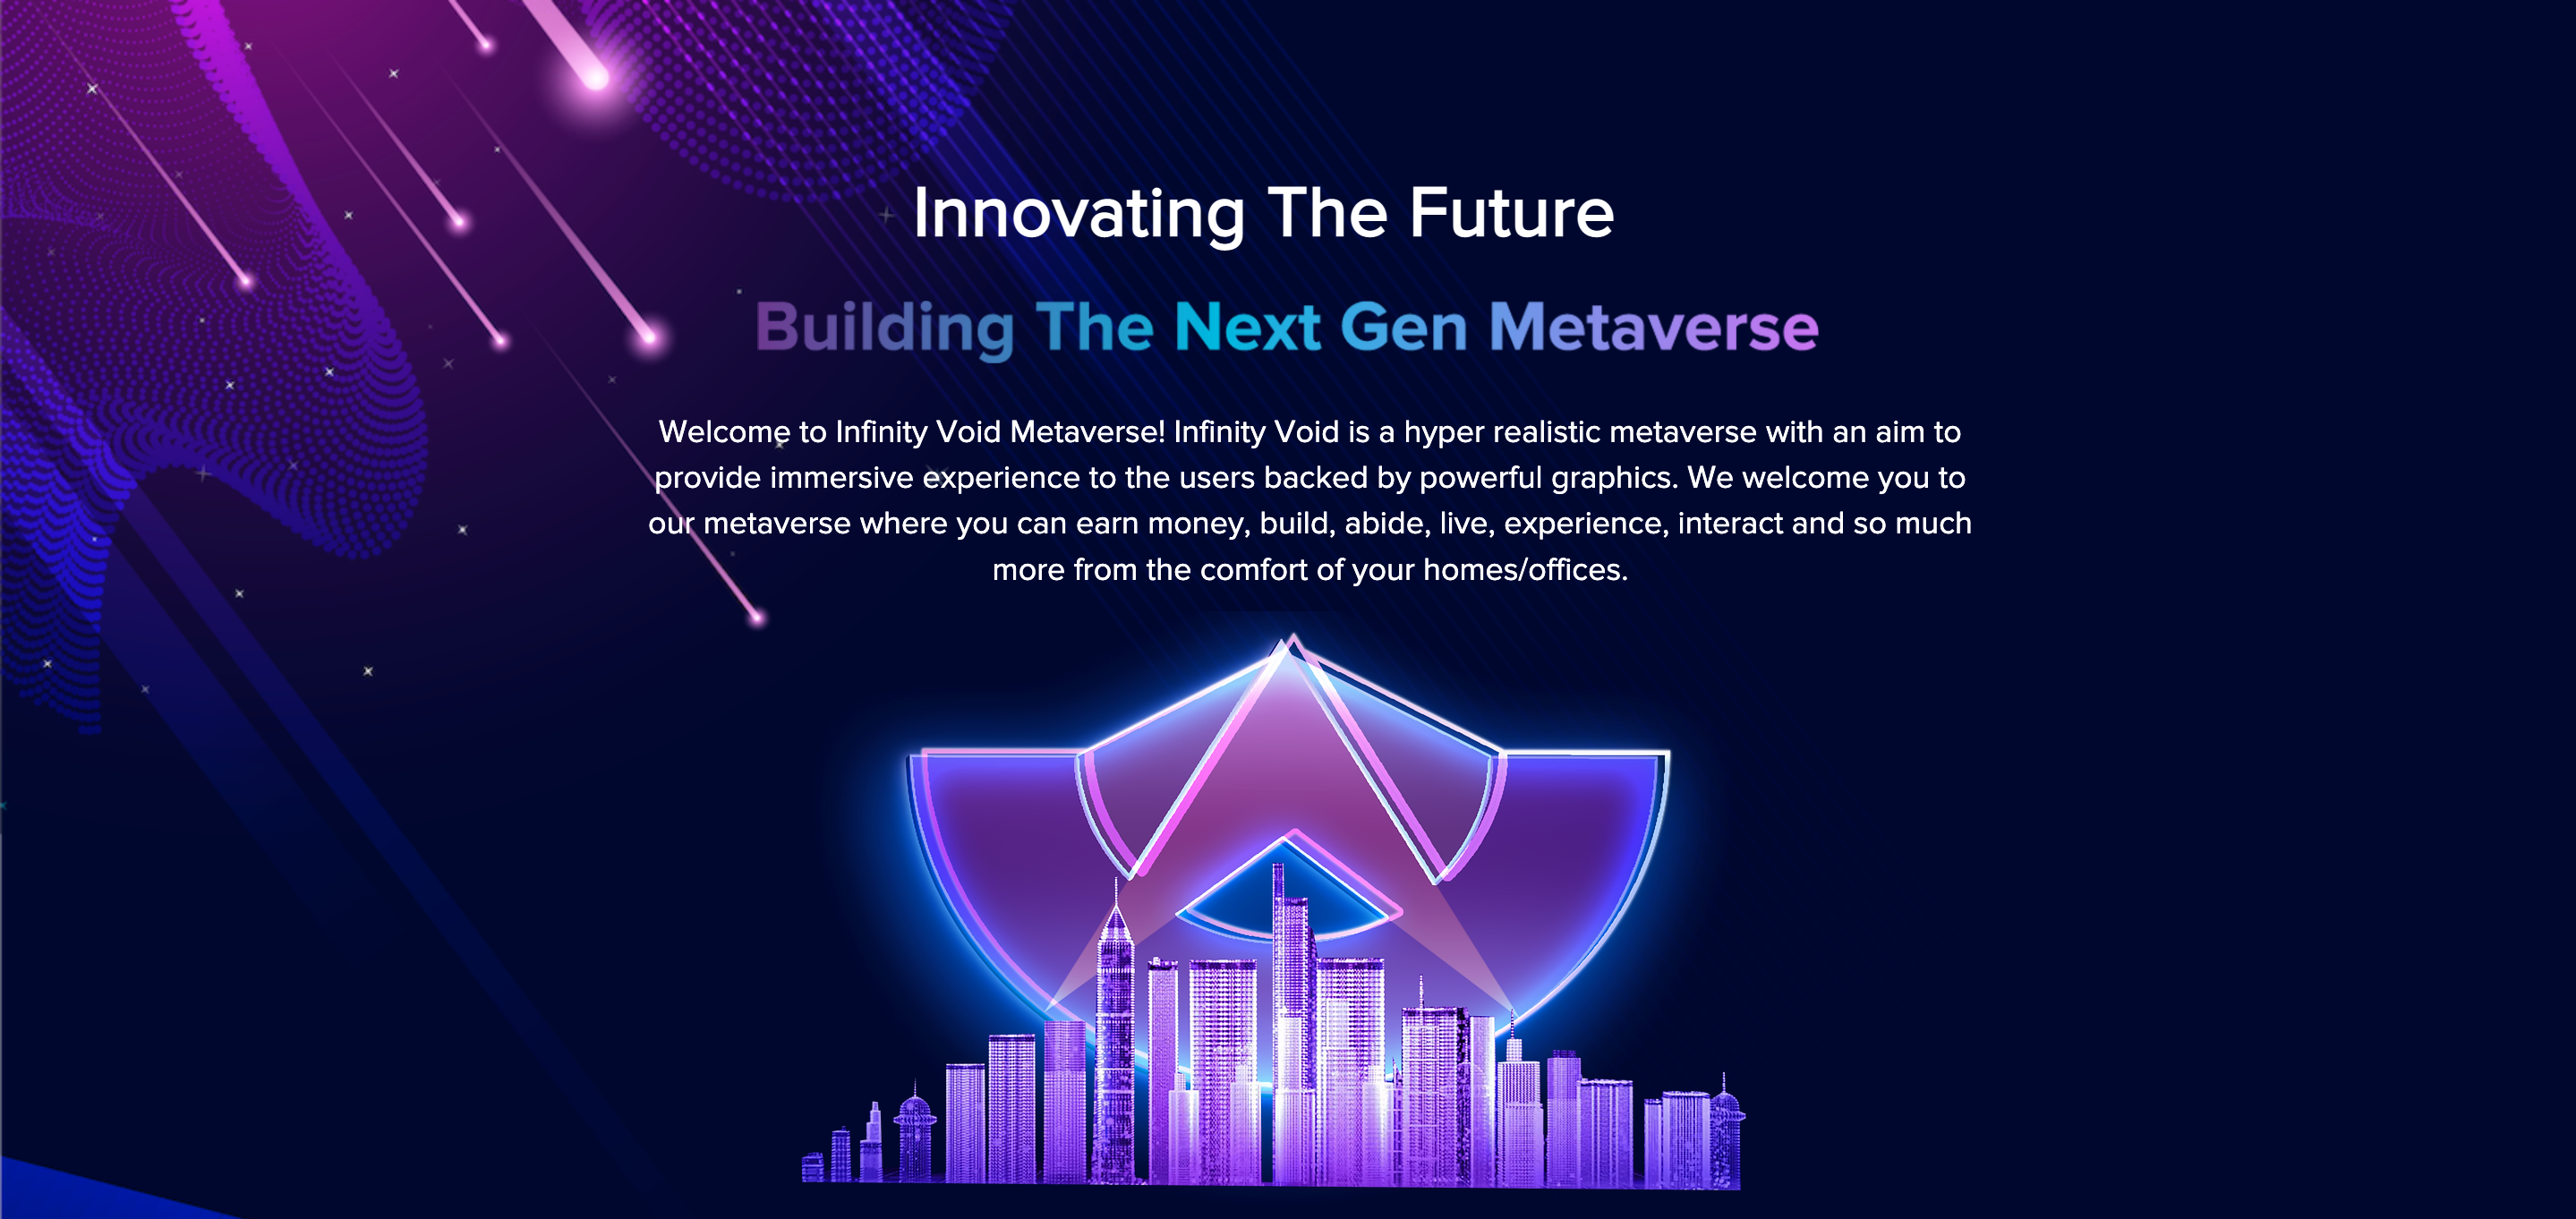 Innovating The Future
Building The Next Gen Metaverse
Welcome to Infinity Void Metaverse! Infinity Void is a hyper realistic metaverse with an aim to
provide immersive experience to the users backed by powerful graphics. We welcome you to
our metaverse where you can earn money, build, abide, live, experience, interact and so much
more from the comfort of your homes/offices.